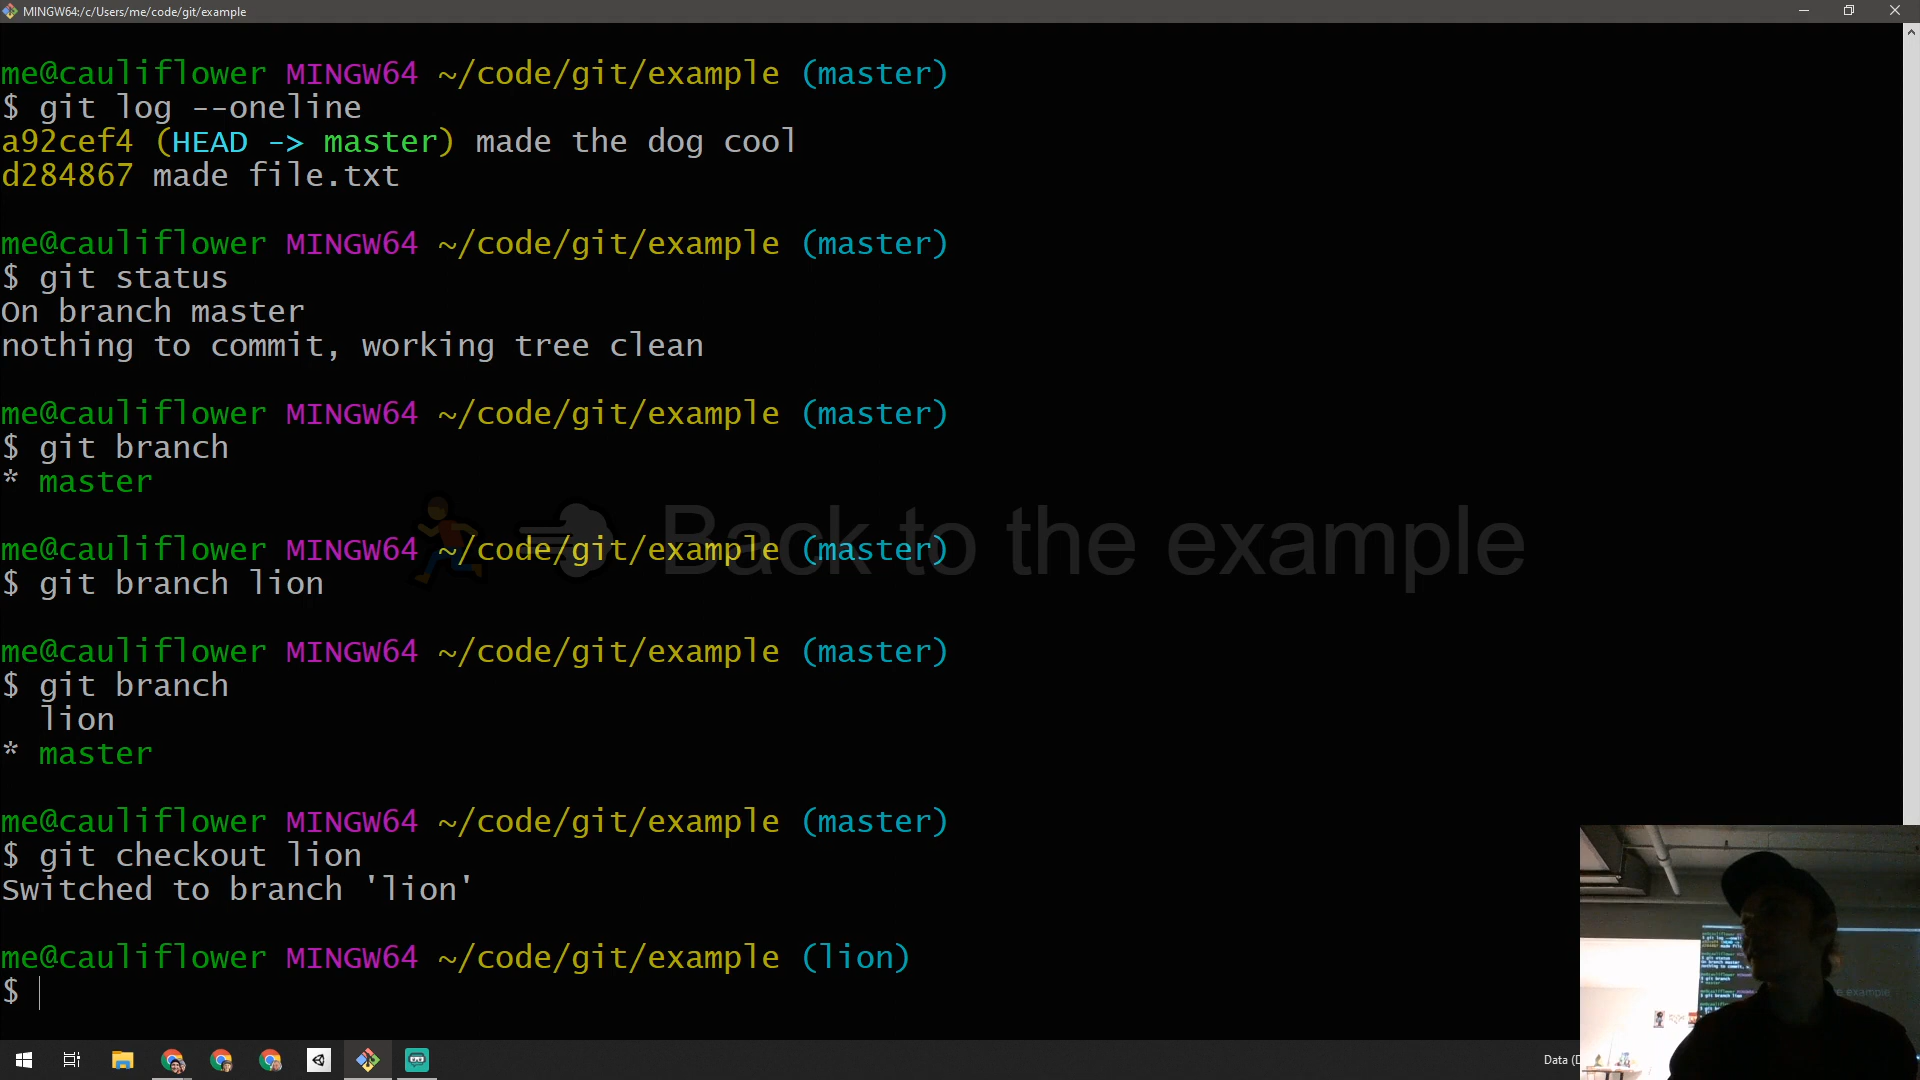 MINGW64:/c/Users/me/code/git/example
me@cauliflower MINGW64 ~/code/git/example (master)
$ git log --oneline
a92cef4 (HEAD -> master) made the dog cool
d284867 made file.txt
me@cauliflower MINGW64 ~/code/git/example (master)
$ git status
On branch master
nothing to commit, working tree clean
me@cauliflower MINGW64 ~/code/git/example (master)
$ git branch
* master
Back to the example
me@cauliflower MINGW64 ~/code/git/example (master)
$ git branch lion
me@cauliflower MINGW64 ~/code/git/example (master)
$ git branch
lion
* master
me@cauliflower MINGW64 ~/code/git/example (master)
$ git checkout lion
Switched to branch 'lion'
me@cauliflower MINGW64 ~/code/git/example (lion)
$
Data